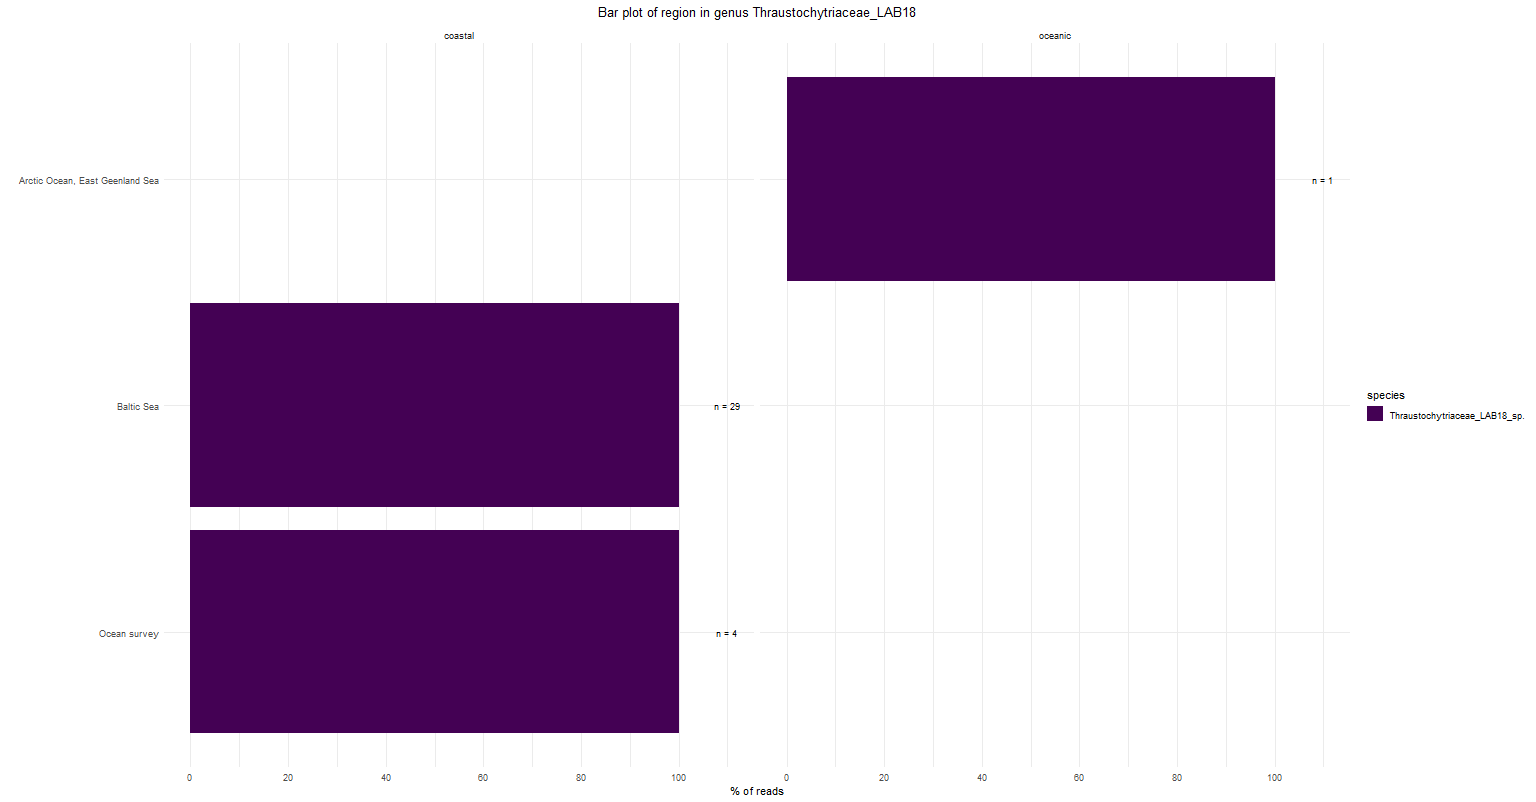 Bar plot of region in genus Thraustochytriaceae_LAB18
coastal
oceanic
Arctic Ocean, East Geenland Sea
n = 1
Baltic Sea
n = 29
Ocean survey
n = 4
species
Thraustochytriaceae_LAB18_sp.
0 20 40 60 80 100
0 20 40 60 80 100
% of reads